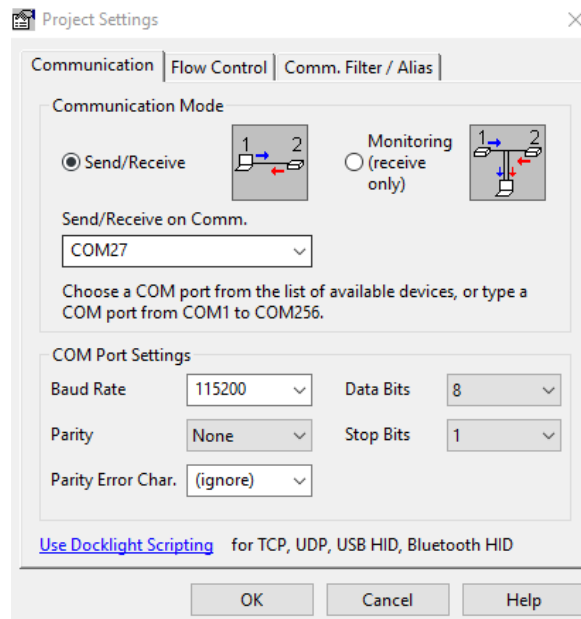 Project Settings
Communication
Flow Control
Comm. Filter / Alias
Communication Mode
Send/Receive
1 2
Monitoring
(receive
only)
1 2
Send/Receive on Comm.
COM27
Choose a COM port from the list of available devices, or type a
COM port from COM1 to COM256.
COM Port Settings
Baud Rate 115200 Data Bits 8
Parity None Stop Bits 1
Parity Error Char. (ignore)
Use Docklight Scripting for TCP, UDP, USB HID, Bluetooth HID
OK Cancel Help